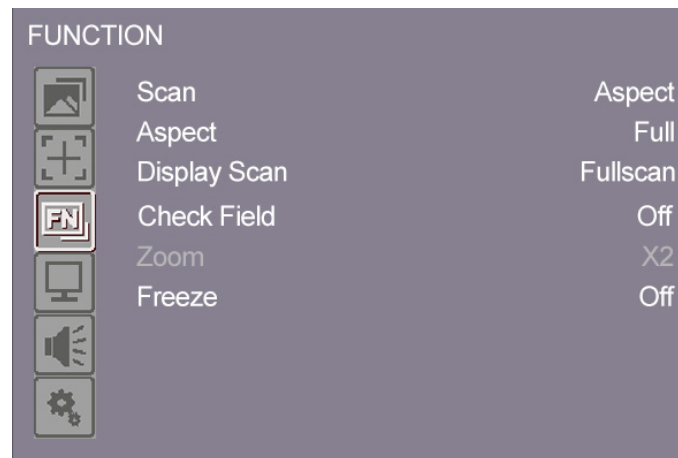 FUNCTION
Scan Aspect
Aspect Full
Display Scan Fullscan
FN Check Field Off
Zoom X2
Freeze Off